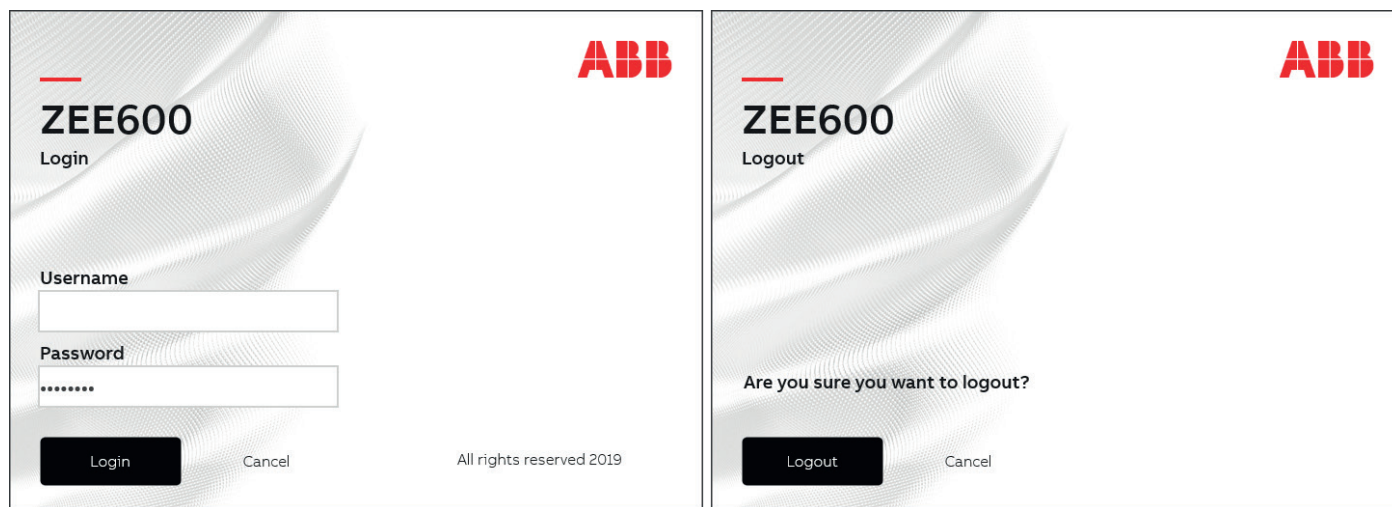 ABB
ZEE600
Login
Username
Password
••••••••
Login Cancel All rights reserved 2019
ABB
ZEE600
Logout
Are you sure you want to logout?
Logout Cancel